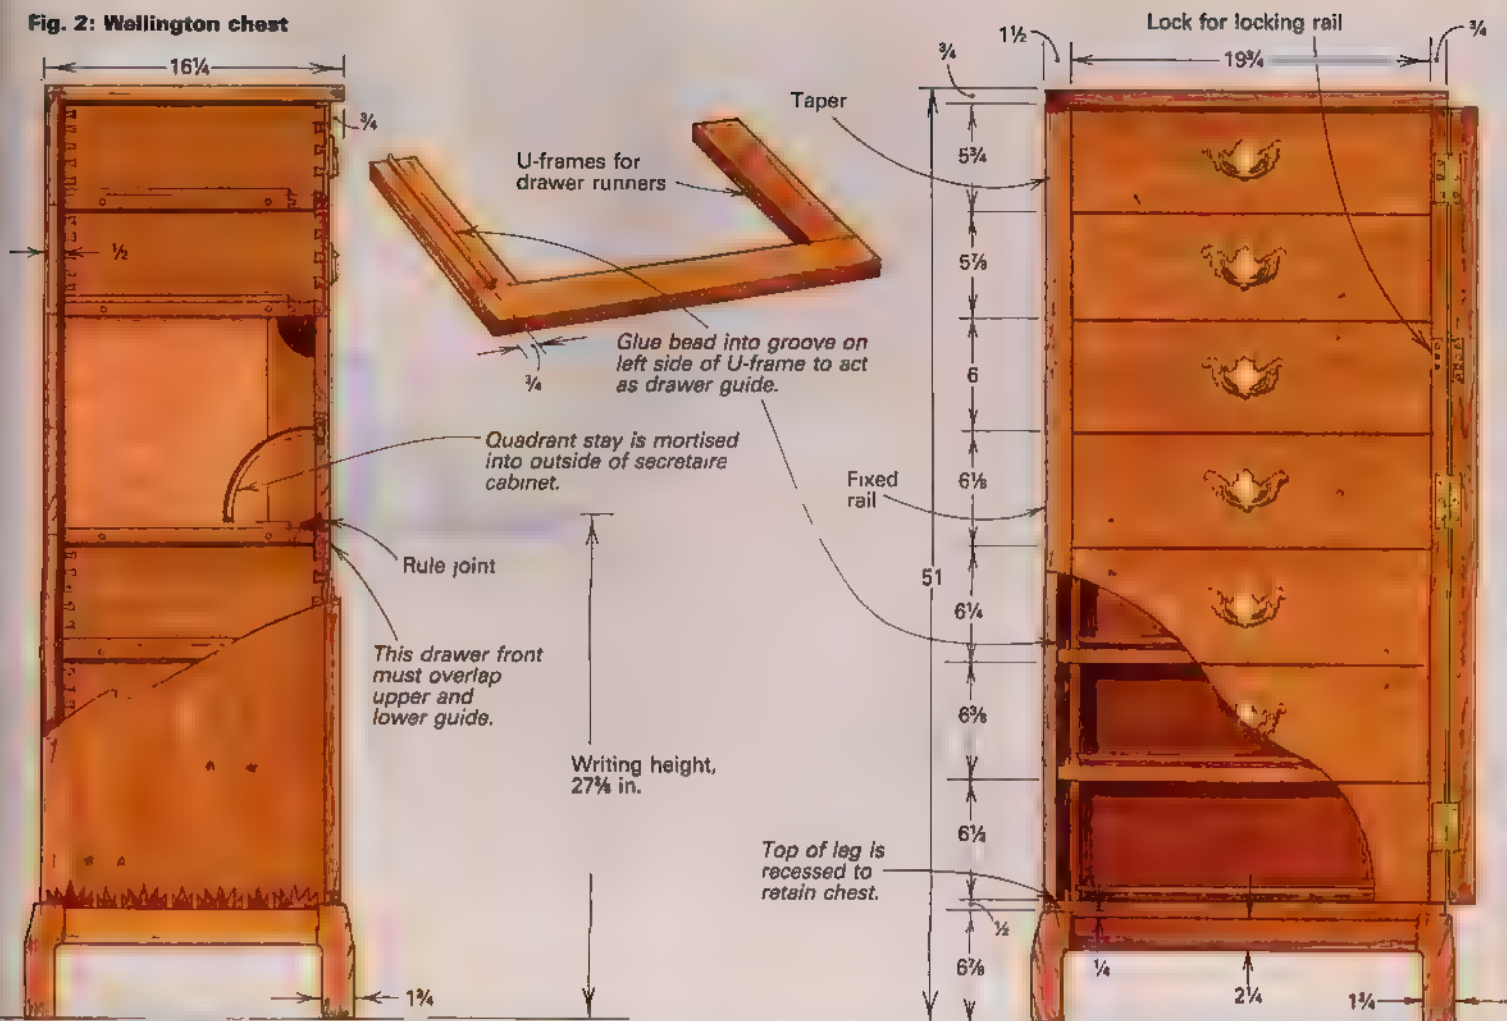 Fig. 2: Wellington chest
16¼
¾
½
U-frames for
drawer runners
¾
Glue bead into groove on
left side of U-frame to act
as drawer guide.
Quadrant stay is mortised
into outside of secretaire
cabinet.
Rule joint
This drawer front
must overlap
upper and
lower guide.
Writing height,
27¾ in.
1¾
Lock for locking rail
1½
19¾
¾
¾
Taper
5¾
5⅞
6
6⅛
Fixed
rail
51
6¼
6⅜
6½
Top of leg is
recessed to
retain chest.
½
6⅞
¼
2¼
1¾